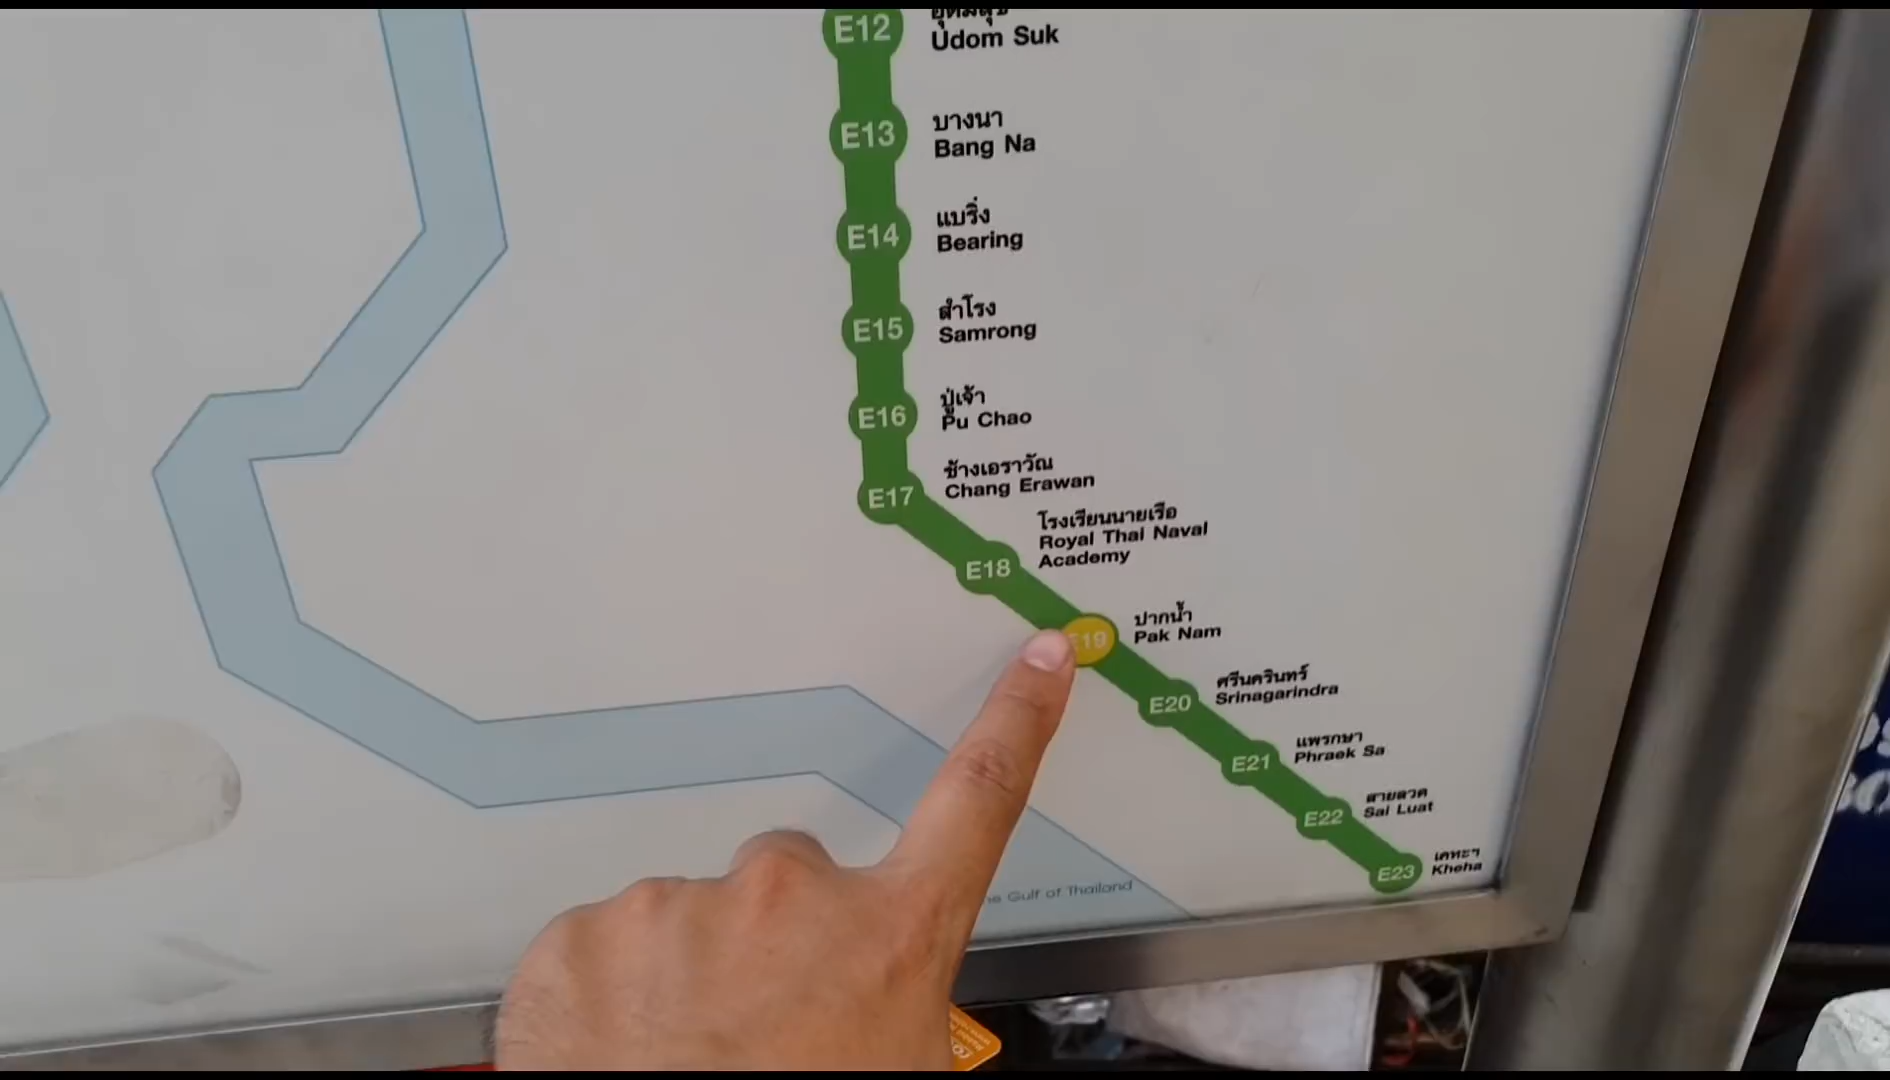 E12
อุดมสุข
Udom Suk
E13
บางนา
Bang Na
E14
แบริ่ง
Bearing
E15
สำโรง
Samrong
E16
ปู่เจ้า
Pu Chao
E17
ช้างเอราวัณ
Chang Erawan
E18
โรงเรียนนายเรือ
Royal Thai Naval
Academy
E19
ปากน้ำ
Pak Nam
E20
ศรีนครินทร์
Srinagarindra
E21
แพรกษา
Phraek Sa
E22
สายลวด
Sai Luat
E23
เคหะฯ
Kheha
Gulf of Thailand